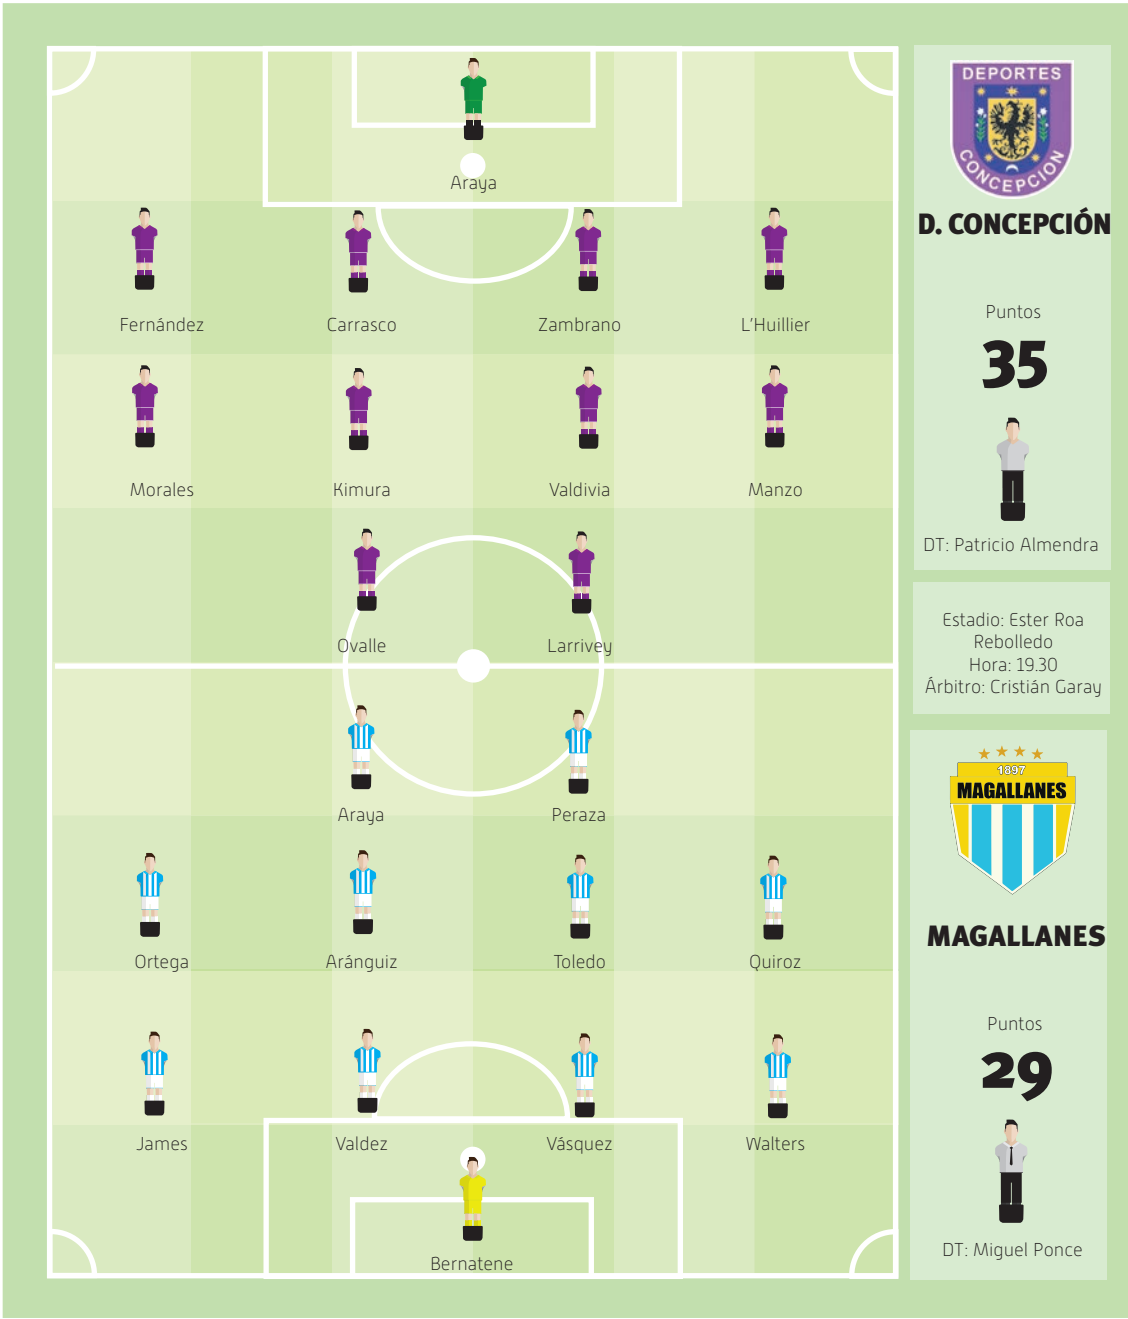 Araya
Fernández Carrasco Zambrano L'Huillier
Morales Kimura Valdivia Manzo
Ovalle Larrivey
Araya Peraza
Ortega Aránguiz Toledo Quiroz
James Valdez Vásquez Walters
Bernatene
DEPORTES
CONCEPCION
D. CONCEPCIÓN
Puntos
35
DT: Patricio Almendra
Estadio: Ester Roa
Rebolledo
Hora: 19.30
Árbitro: Cristián Garay
1897
MAGALLANES
MAGALLANES
Puntos
29
DT: Miguel Ponce